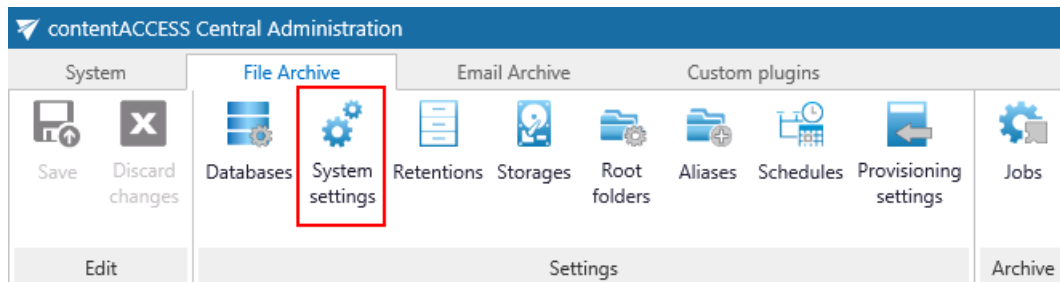 contentACCESS Central Administration
System File Archive Email Archive Custom plugins
Save Discard changes Databases System settings Retentions Storages Root folders Aliases Schedules Provisioning settings Jobs
Edit Settings Archive